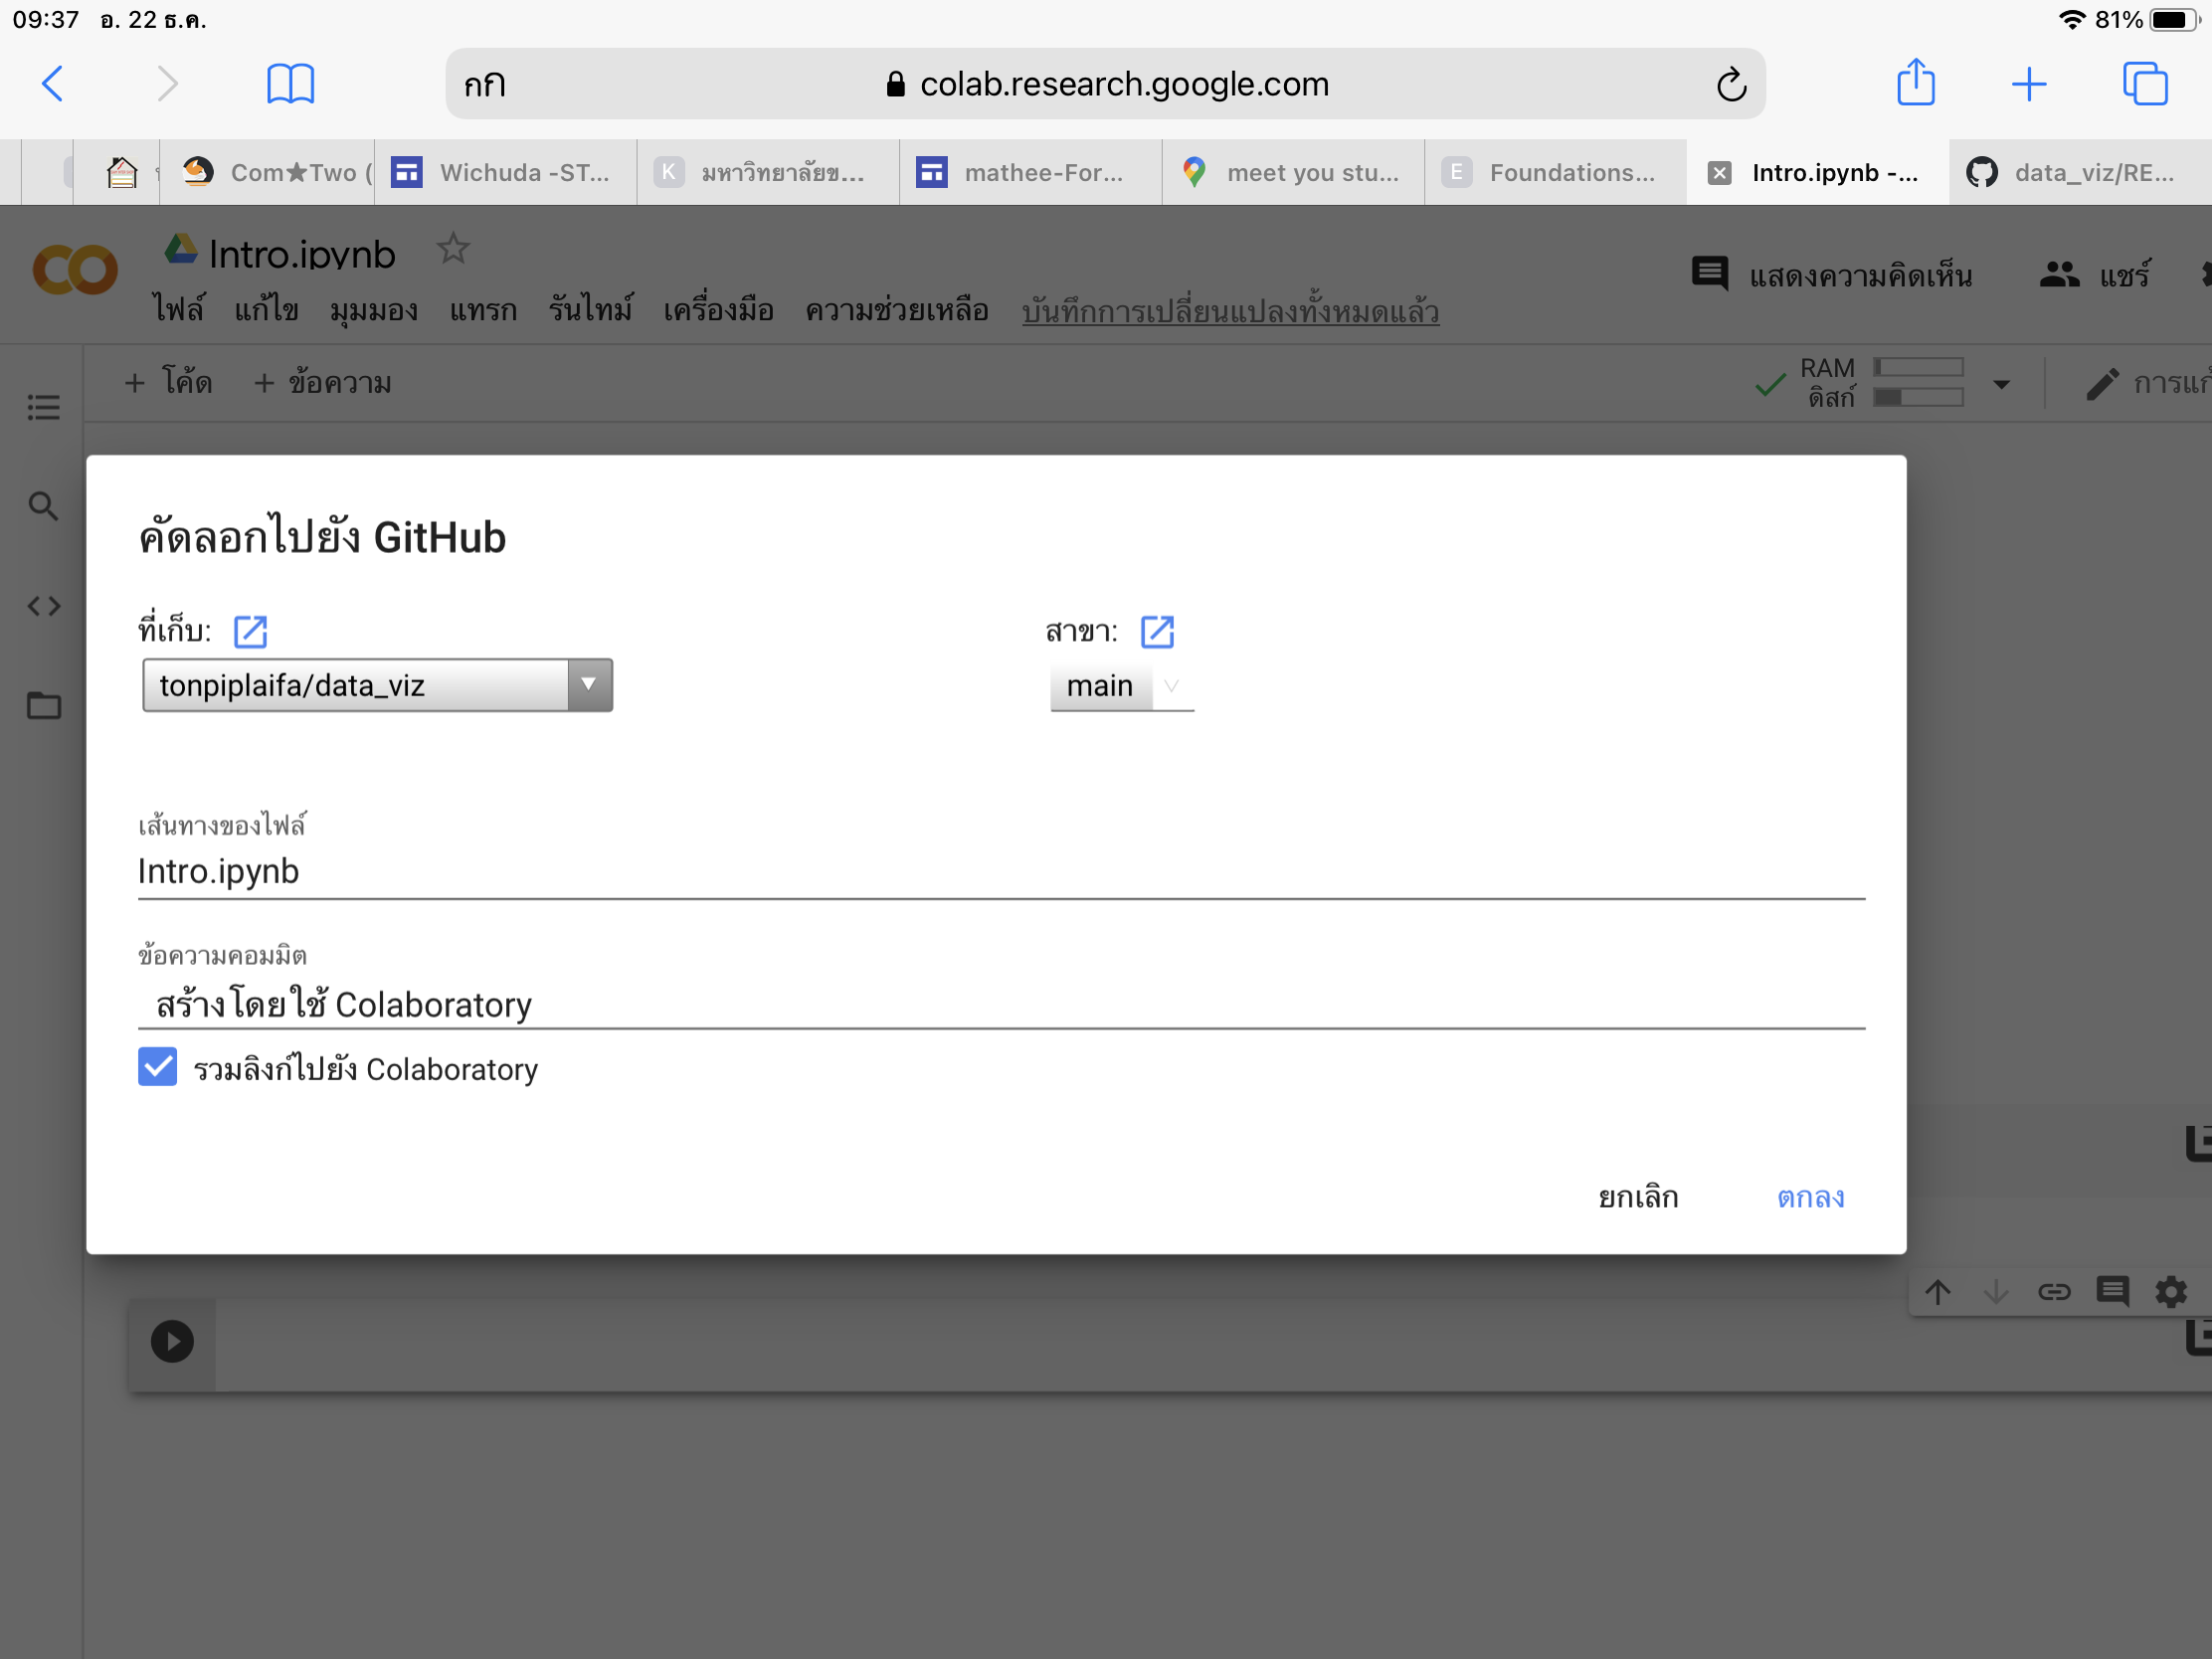 09:37 อ. 22 ธ.ค. 81%
กก colab.research.google.com
Com★Two ( Wichuda -ST... K มหาวิทยาลัยข... mathee-For... meet you stu... E Foundations... Intro.ipynb -... data_viz/RE...
Intro.ipynb
แสดงความคิดเห็น แชร์
ไฟล์ แก้ไข มุมมอง แทรก รันไทม์ เครื่องมือ ความช่วยเหลือ บันทึกการเปลี่ยนแปลงทั้งหมดแล้ว
+ โค้ด + ข้อความ
RAM
ดิสก์
การแก้
คัดลอกไปยัง GitHub
ที่เก็บ: สาขา:
tonpiplaifa/data_viz main
เส้นทางของไฟล์
Intro.ipynb
ข้อความคอมมิต
สร้างโดยใช้ Colaboratory
รวมลิงก์ไปยัง Colaboratory
ยกเลิก ตกลง